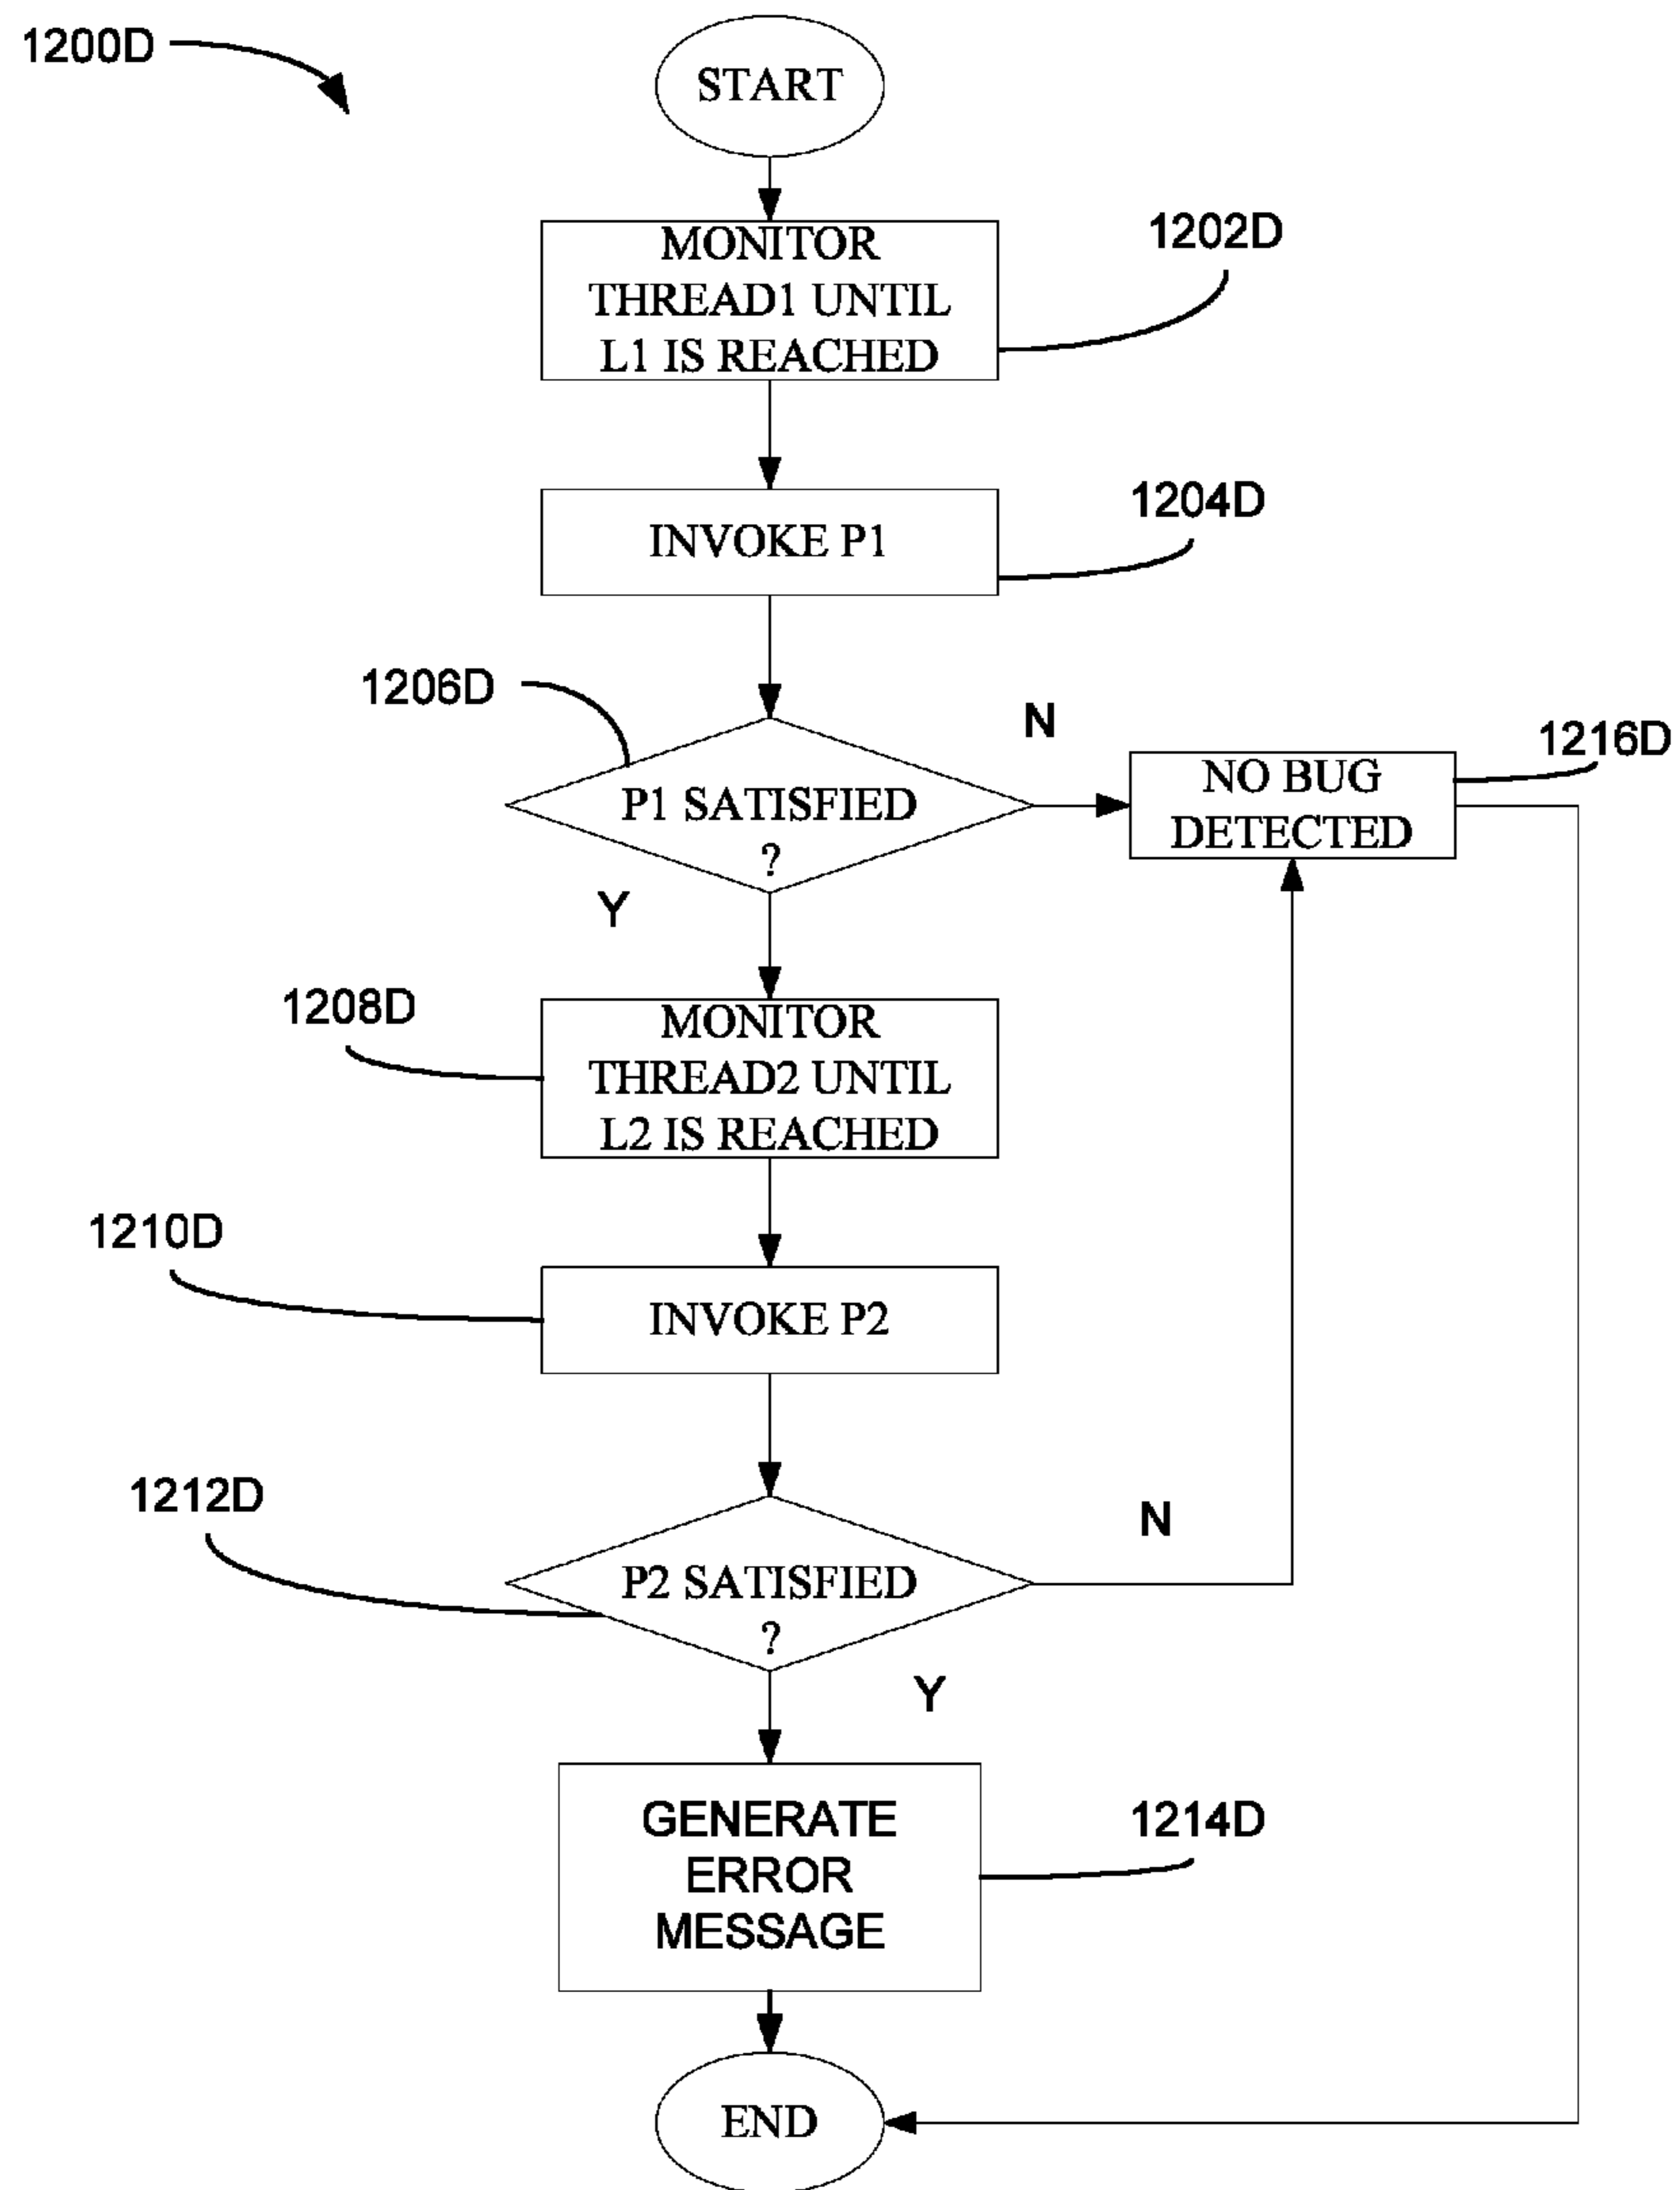 1200D
START
MONITOR
THREAD1 UNTIL
L1 IS REACHED
1202D
INVOKE P1
1204D
1206D
P1 SATISFIED
?
N
Y
NO BUG
DETECTED
1216D
1208D
MONITOR
THREAD2 UNTIL
L2 IS REACHED
1210D
INVOKE P2
1212D
P2 SATISFIED
?
N
Y
GENERATE
ERROR
MESSAGE
1214D
END